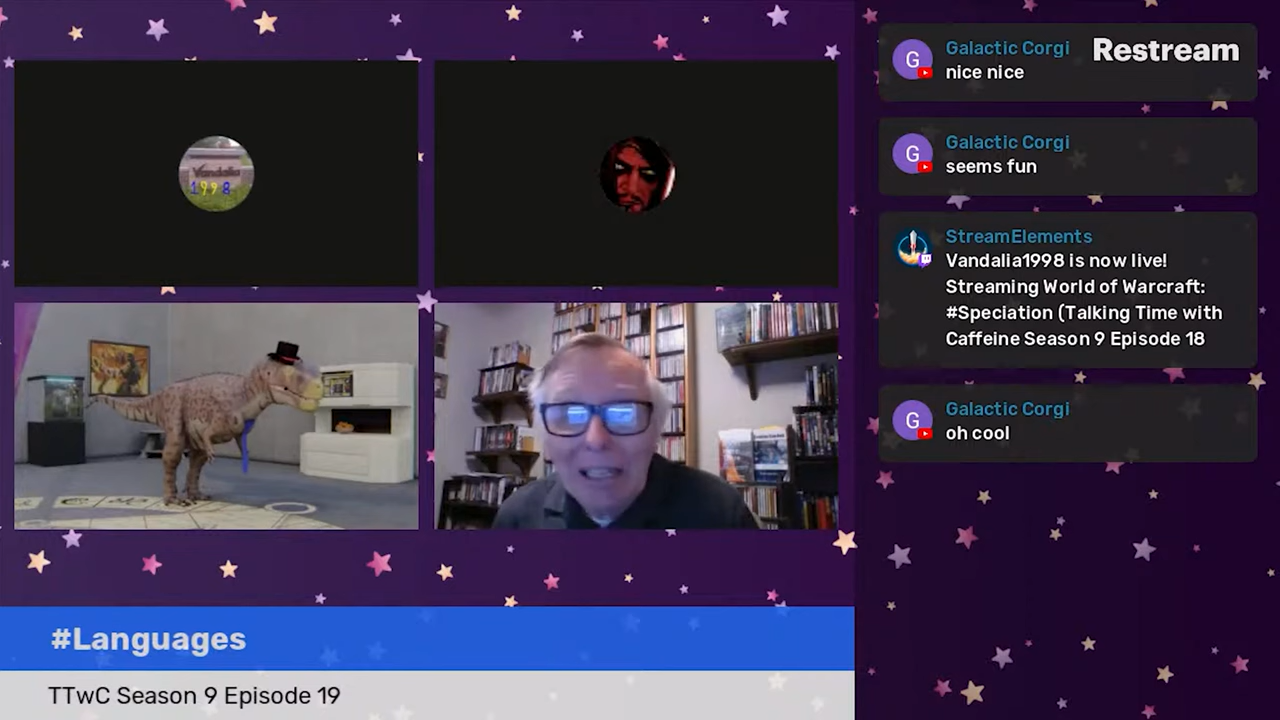 Vandalia
1998
#Languages
TTwC Season 9 Episode 19
Restream
G
Galactic Corgi
nice nice
G
Galactic Corgi
seems fun
StreamElements
Vandalia1998 is now live!
Streaming World of Warcraft:
#Speciation (Talking Time with
Caffeine Season 9 Episode 18
G
Galactic Corgi
oh cool